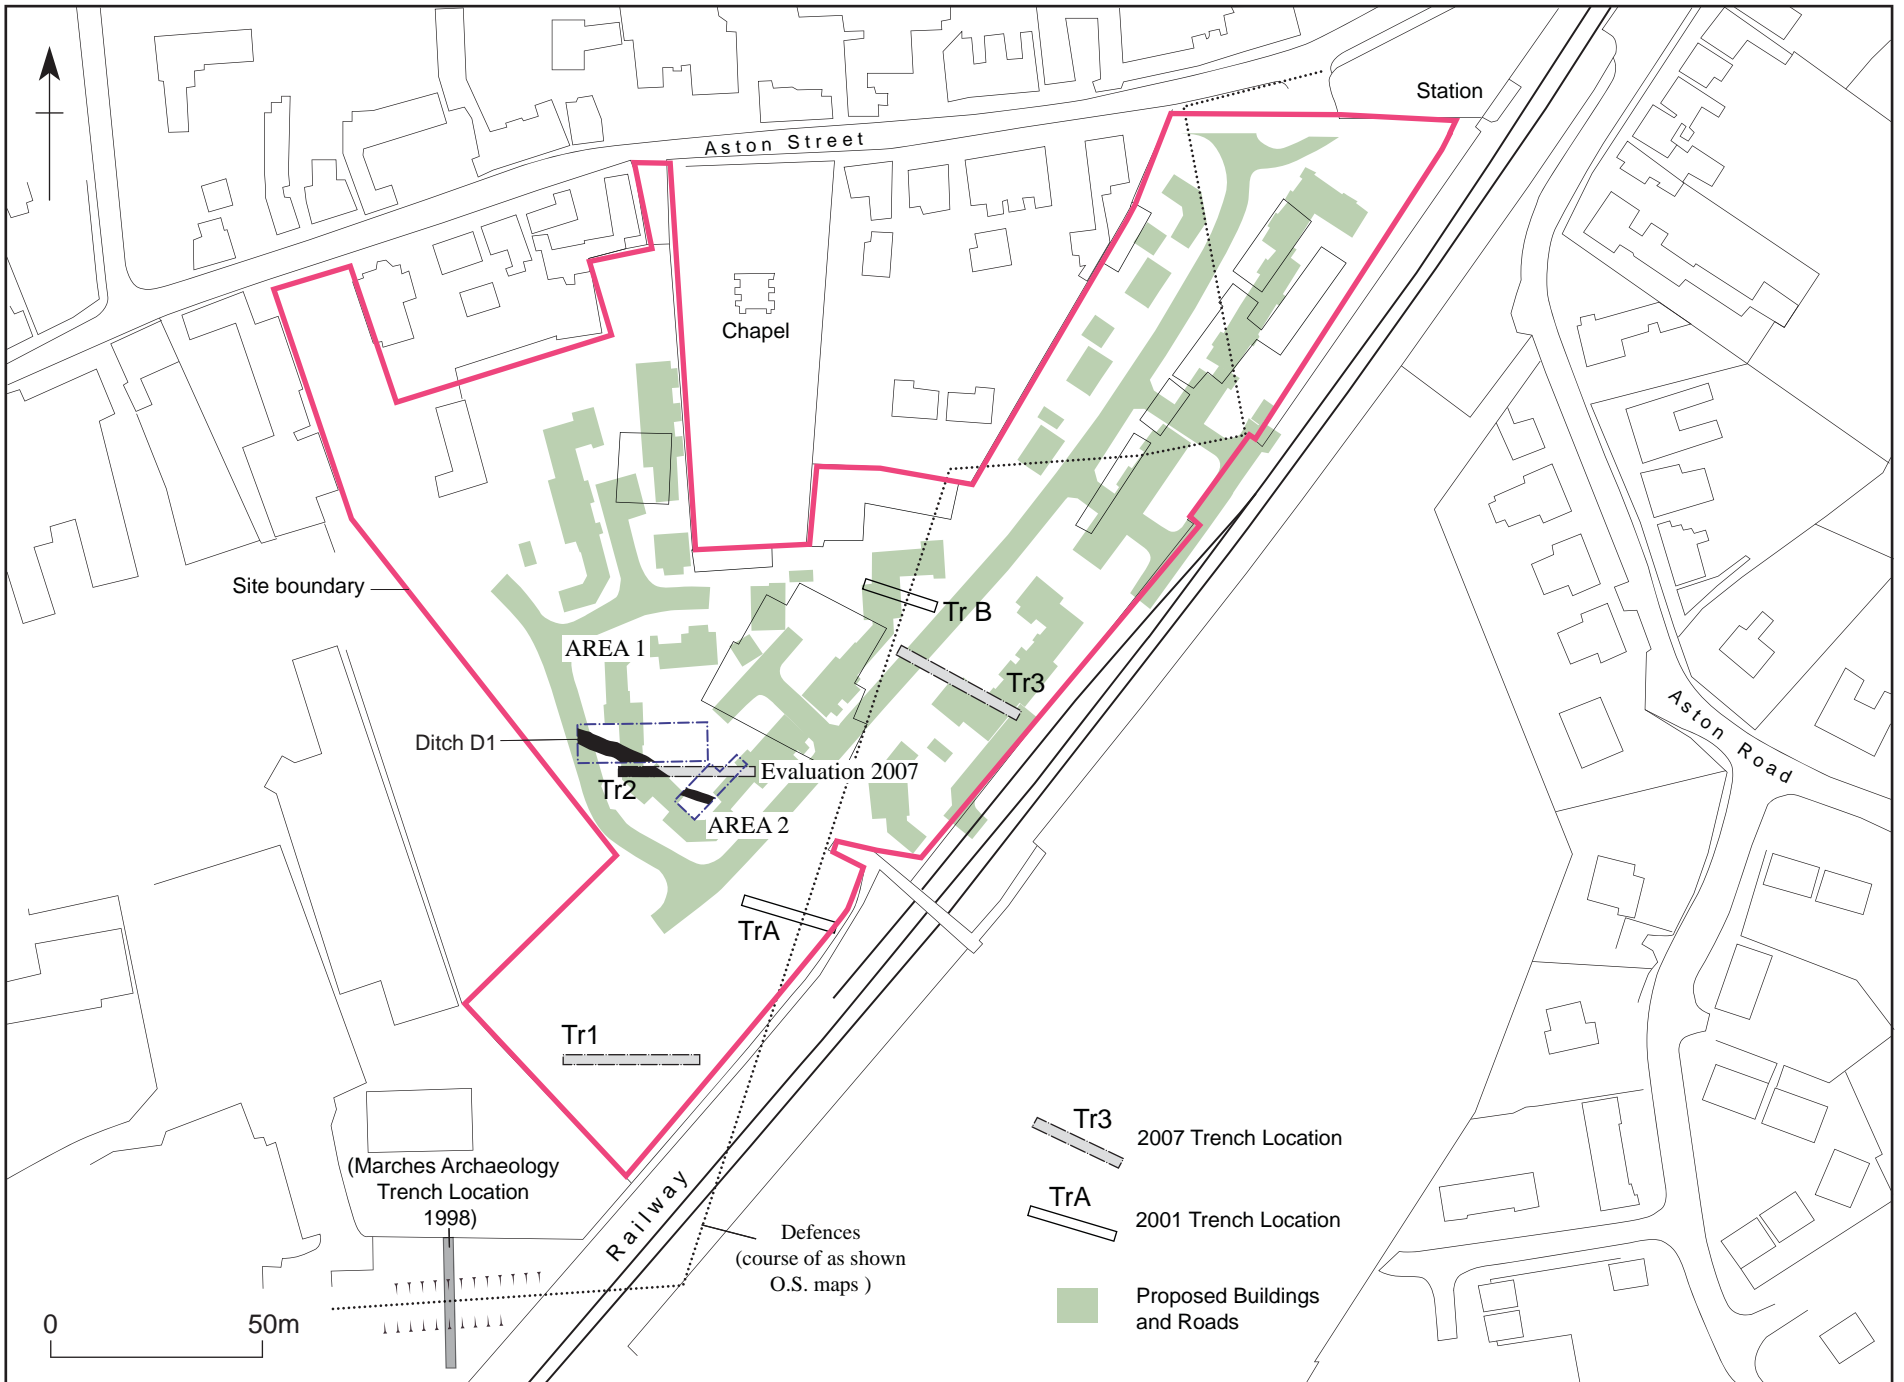 Station
Aston Street
Chapel
Site boundary
Tr B
AREA 1
Tr3
Aston Road
Ditch D1
Evaluation 2007
Tr2
AREA 2
TrA
Tr1
Tr3
2007 Trench Location
(Marches Archaeology
Trench Location
1998)
TrA
2001 Trench Location
Railway
Defences
(course of as shown
O.S. maps )
Proposed Buildings
and Roads
0 50m